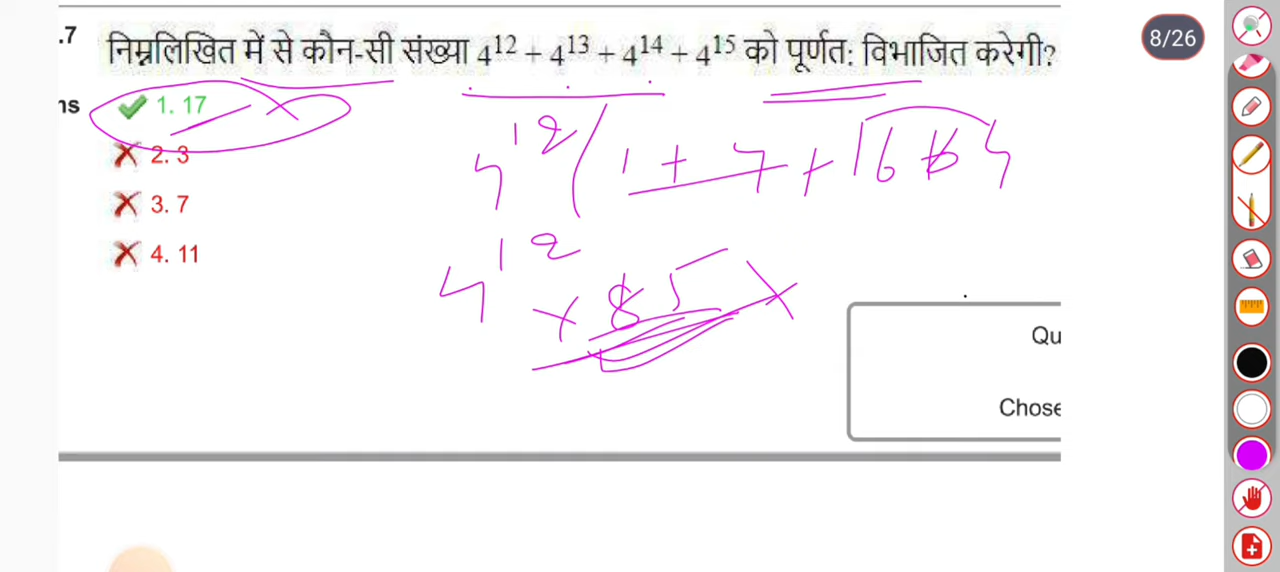 8/26
.7 निम्नलिखित में से कौन-सी संख्या 4¹² + 4¹³ + 4¹⁴ + 4¹⁵ को पूर्णत: विभाजित करेगी?
ns 1. 17
2. 3
3. 7
4. 11
4¹² ( 1 + 4 + 16 + 64
4¹² × 85
Qu
Chose